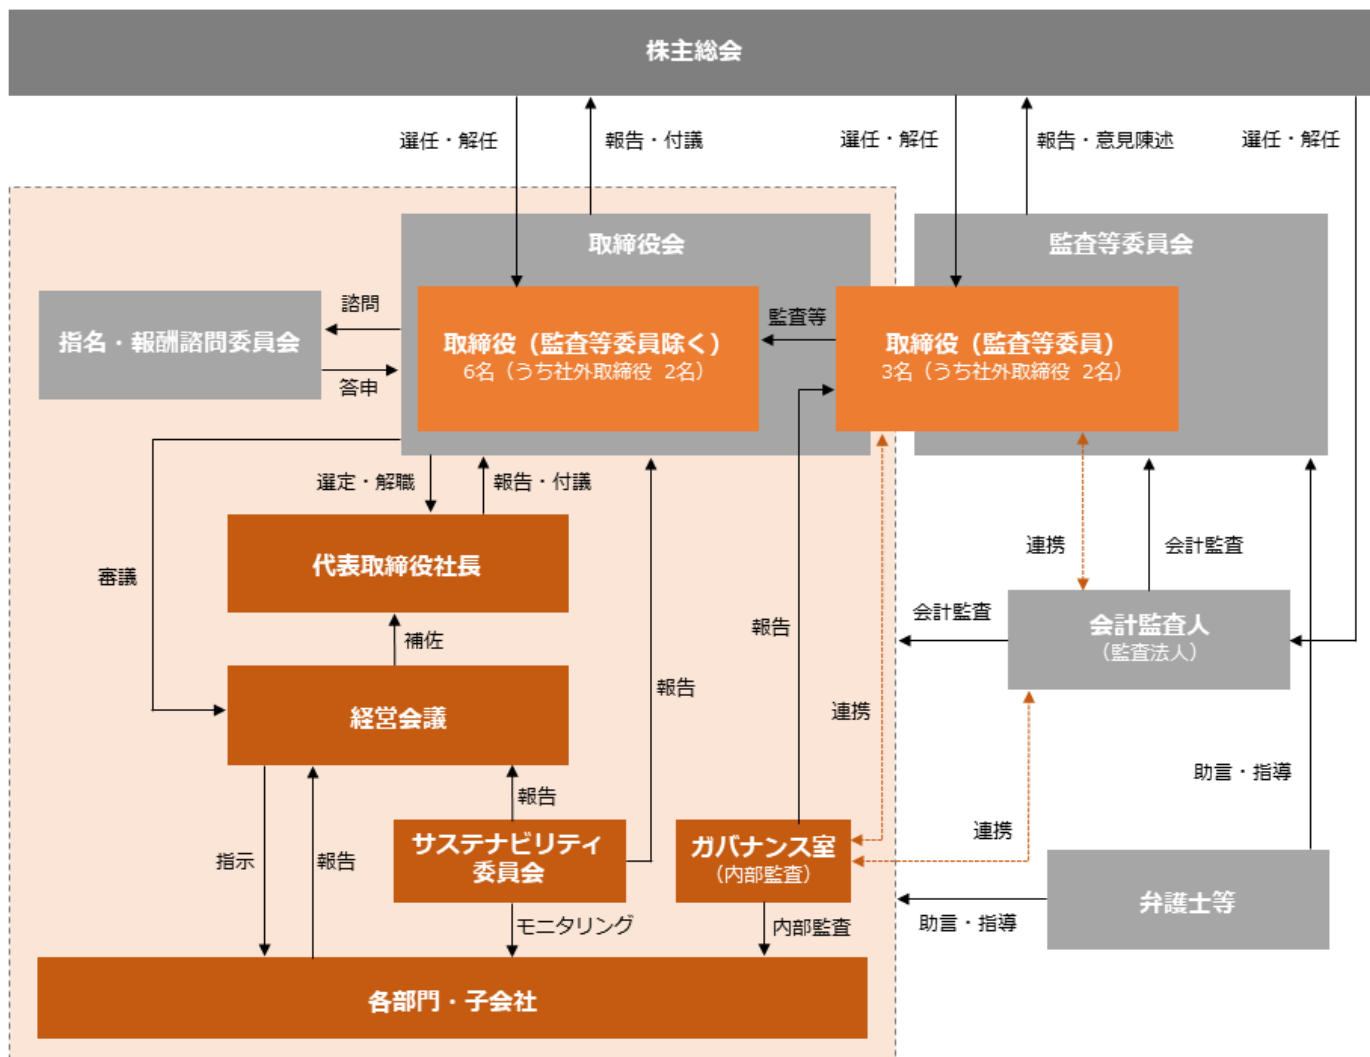 株主総会
選任・解任
報告・付議
選任・解任
報告・意見陳述
選任・解任
取締役会
監査等委員会
指名・報酬諮問委員会
諮問
答申
取締役（監査等委員除く）
6名（うち社外取締役 2名）
監査等
取締役（監査等委員）
3名（うち社外取締役 2名）
選定・解職
報告・付議
代表取締役社長
審議
補佐
経営会議
報告
報告
連携
連携
会計監査
会計監査
会計監査人
（監査法人）
助言・指導
連携
指示
報告
報告
サステナビリティ
委員会
ガバナンス室
（内部監査）
モニタリング
内部監査
助言・指導
弁護士等
各部門・子会社